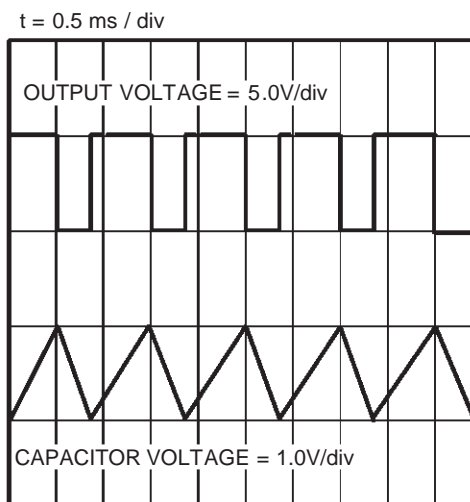 t = 0.5 ms / div
OUTPUT VOLTAGE = 5.0V/div
CAPACITOR VOLTAGE = 1.0V/div